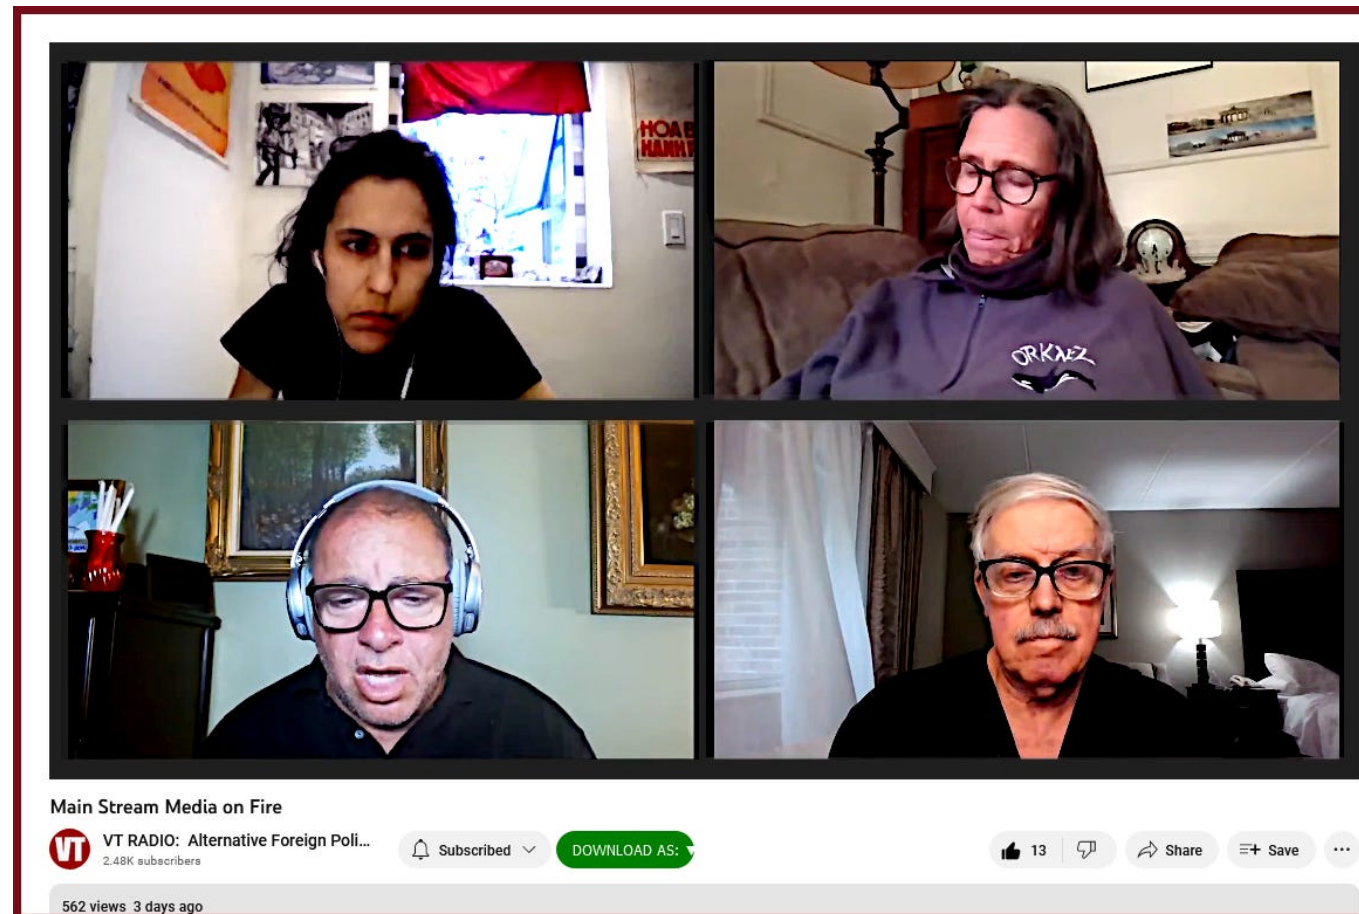 HOA B
HANH
ORKNEZ
Main Stream Media on Fire
VT
VT RADIO: Alternative Foreign Poli...
2.48K subscribers
Subscribed
DOWNLOAD AS:
13
Share
Save
562 views 3 days ago